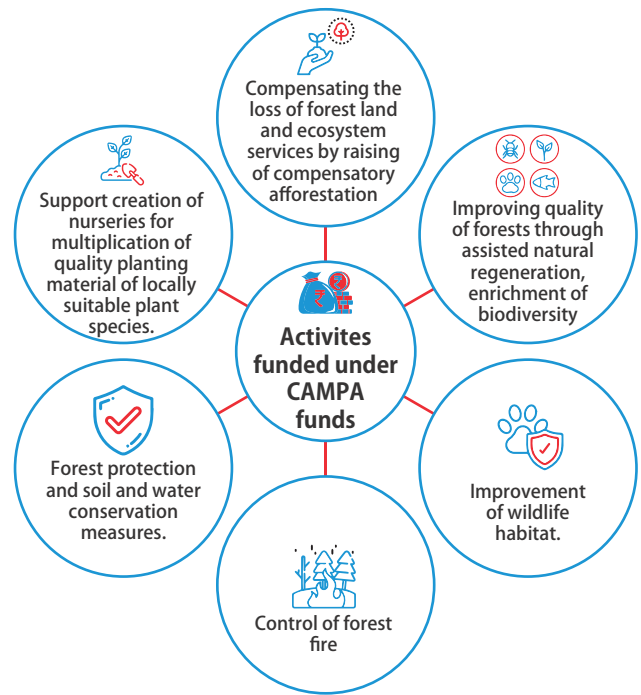 Compensating the
loss of forest land
and ecosystem
services by raising
of compensatory
afforestation
Improving quality
of forests through
assisted natural
regeneration,
enrichment of
biodiversity
Improvement
of wildlife
habitat.
Control of forest
fire
Forest protection
and soil and water
conservation
measures.
Support creation of
nurseries for
multiplication of
quality planting
material of locally
suitable plant
species.
Activites
funded under
CAMPA
funds